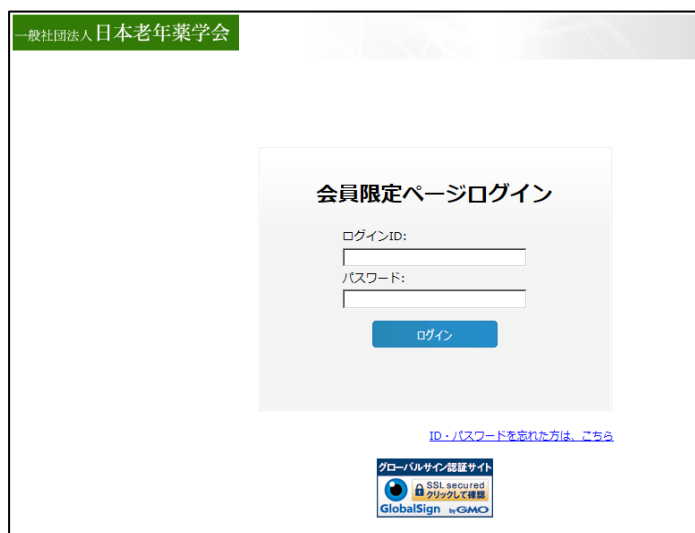 一般社団法人日本老年薬学会
会員限定ページログイン
ログインID:
パスワード:
ログイン
ID・パスワードを忘れた方は、こちら
グローバルサイン認証サイト
SSL secured
クリックして確認
GlobalSign by GMO